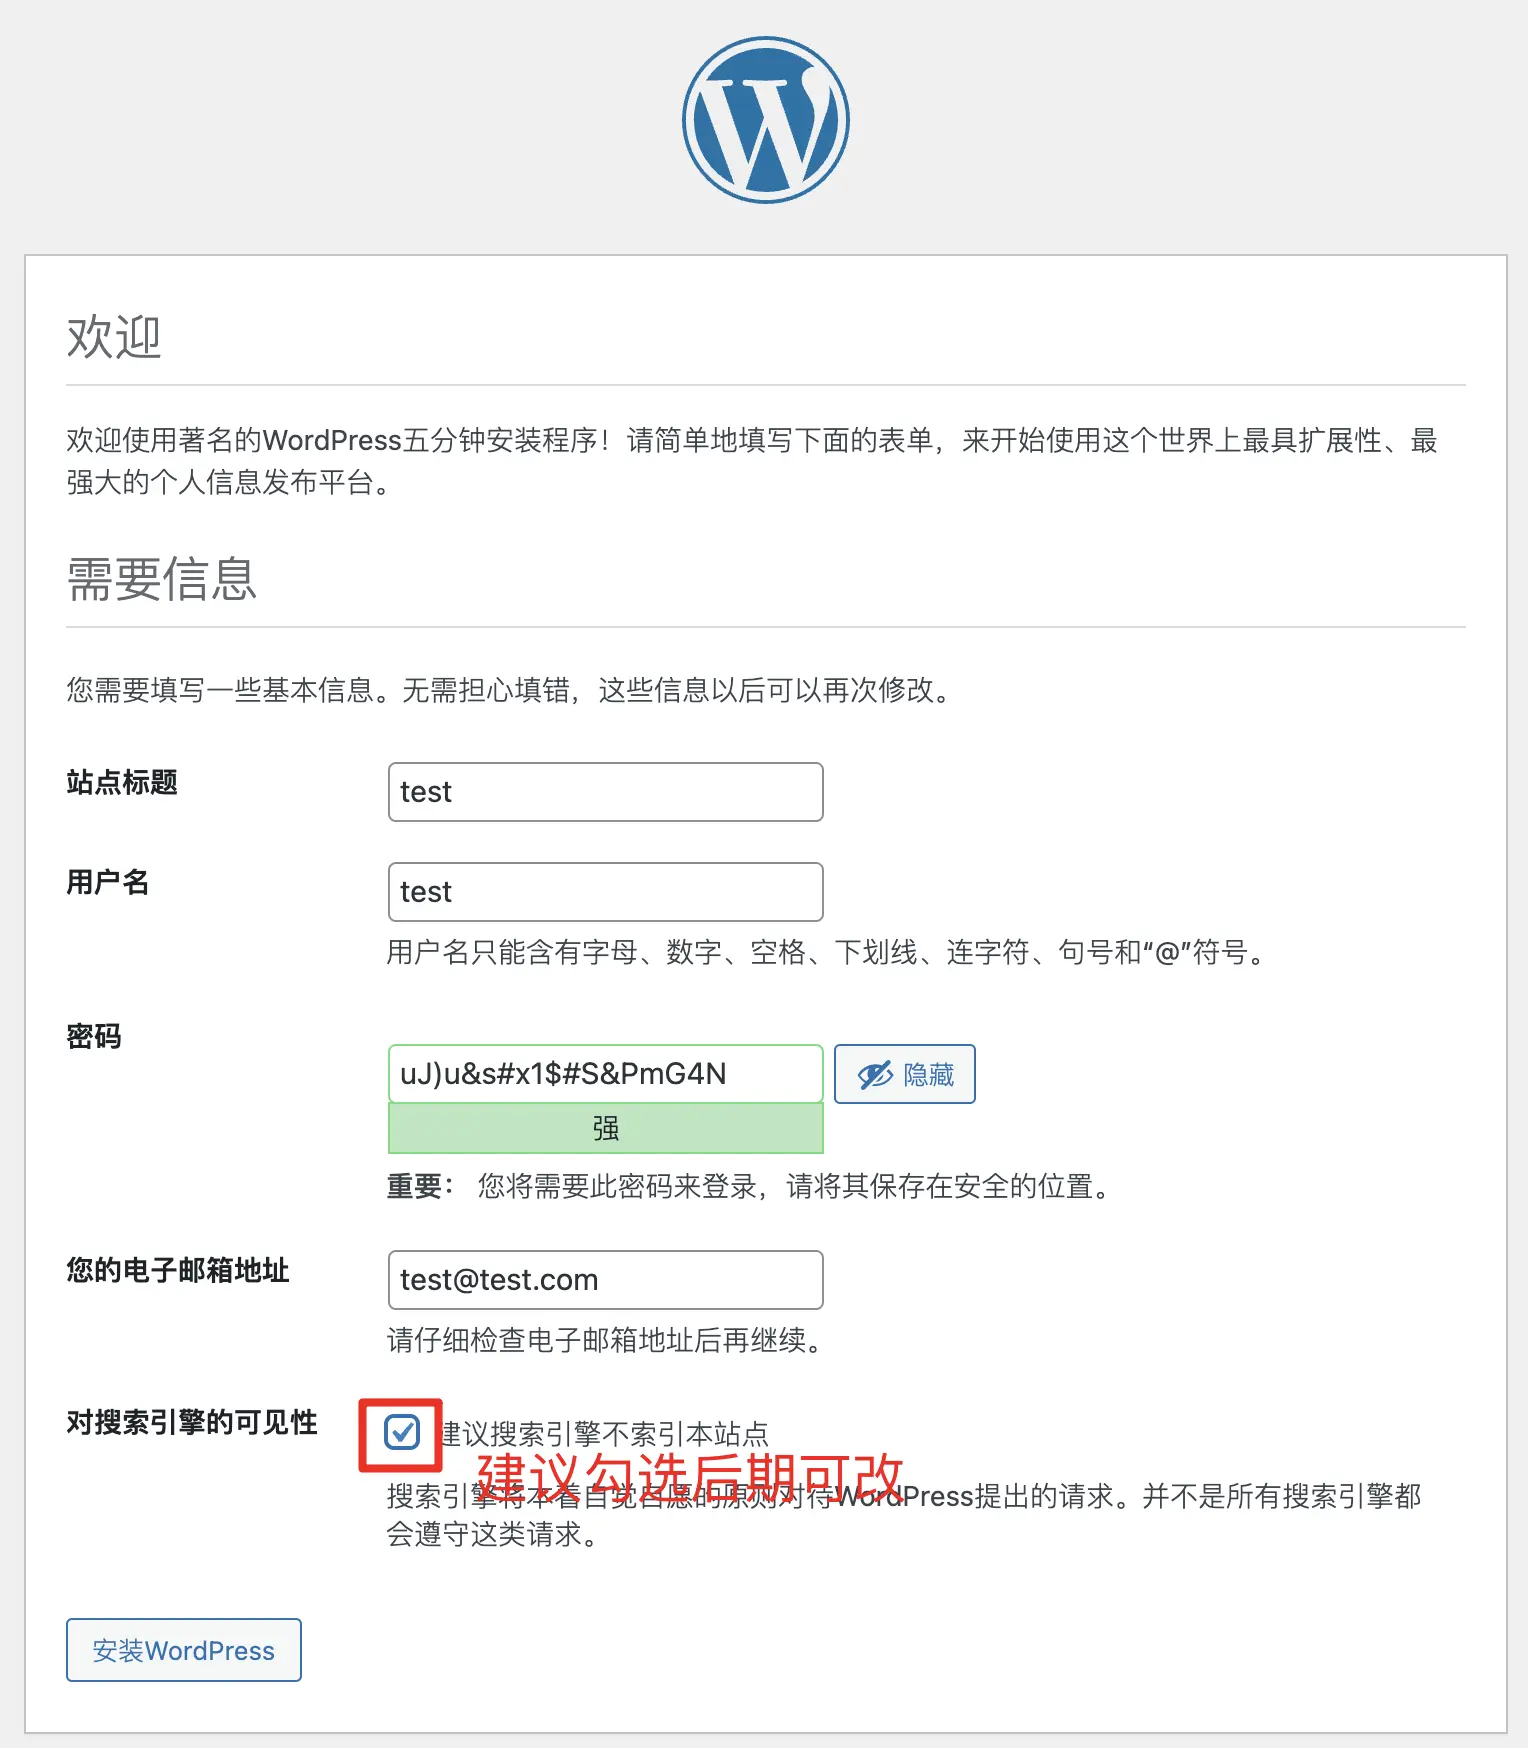 欢迎
欢迎使用著名的WordPress五分钟安装程序！请简单地填写下面的表单，来开始使用这个世界上最具扩展性、最
强大的个人信息发布平台。
需要信息
您需要填写一些基本信息。无需担心填错，这些信息以后可以再次修改。
站点标题
test
用户名
test
用户名只能含有字母、数字、空格、下划线、连字符、句号和“@”符号。
密码
uJ)u&s#x1$#S&PmG4N
隐藏
强
重要： 您将需要此密码来登录，请将其保存在安全的位置。
您的电子邮箱地址
test@test.com
请仔细检查电子邮箱地址后再继续。
对搜索引擎的可见性
建议搜索引擎不索引本站点
建议勾选后期可改
搜索引擎将本着自觉自愿的原则对待WordPress提出的请求。并不是所有搜索引擎都
会遵守这类请求。
安装WordPress